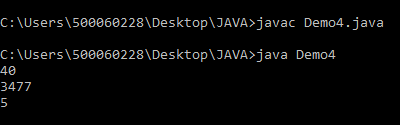 C:\Users\500060228\Desktop\JAVA>javac Demo4.java
C:\Users\500060228\Desktop\JAVA>java Demo4
40
3477
5